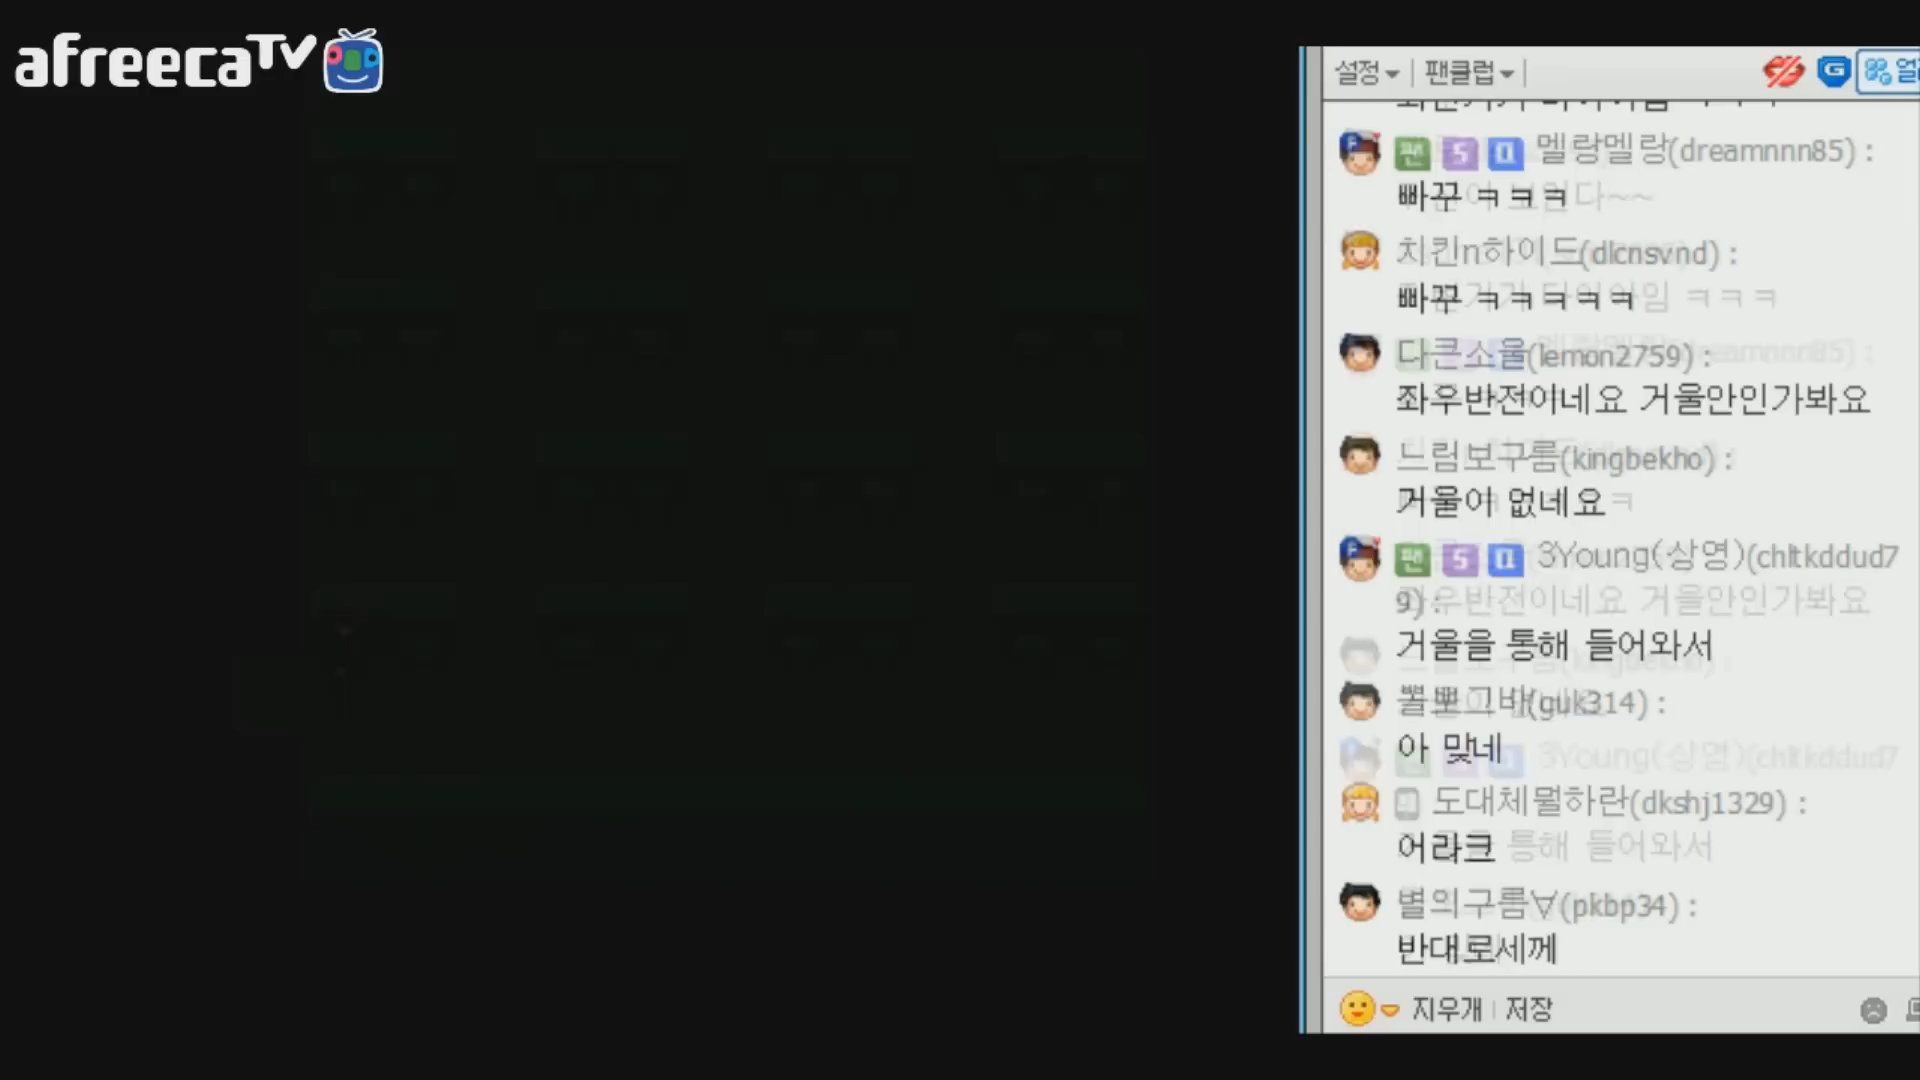 afreecaTV
설정 팬클럽
멜랑멜랑(dreamnnn85) :
빠꾸 ㅋㅋㅋ
치킨n하이드(dlcnsvnd) :
빠꾸 ㅋㅋㅋㅋㅋ
다큰소울(lemon2759) :
좌우반전이네요 거울안인가봐요
드림보구름(kingbekho) :
거울이 없네요
팬 S 3Young(상영)(chltkddud7
9) :
거울을 통해 들어와서
뽈뽀그바(guk314) :
아 맞네
도대체뭘하란(dkshj1329) :
어라크
별의구름∀(pkbp34) :
반대로세께
지우개 저장